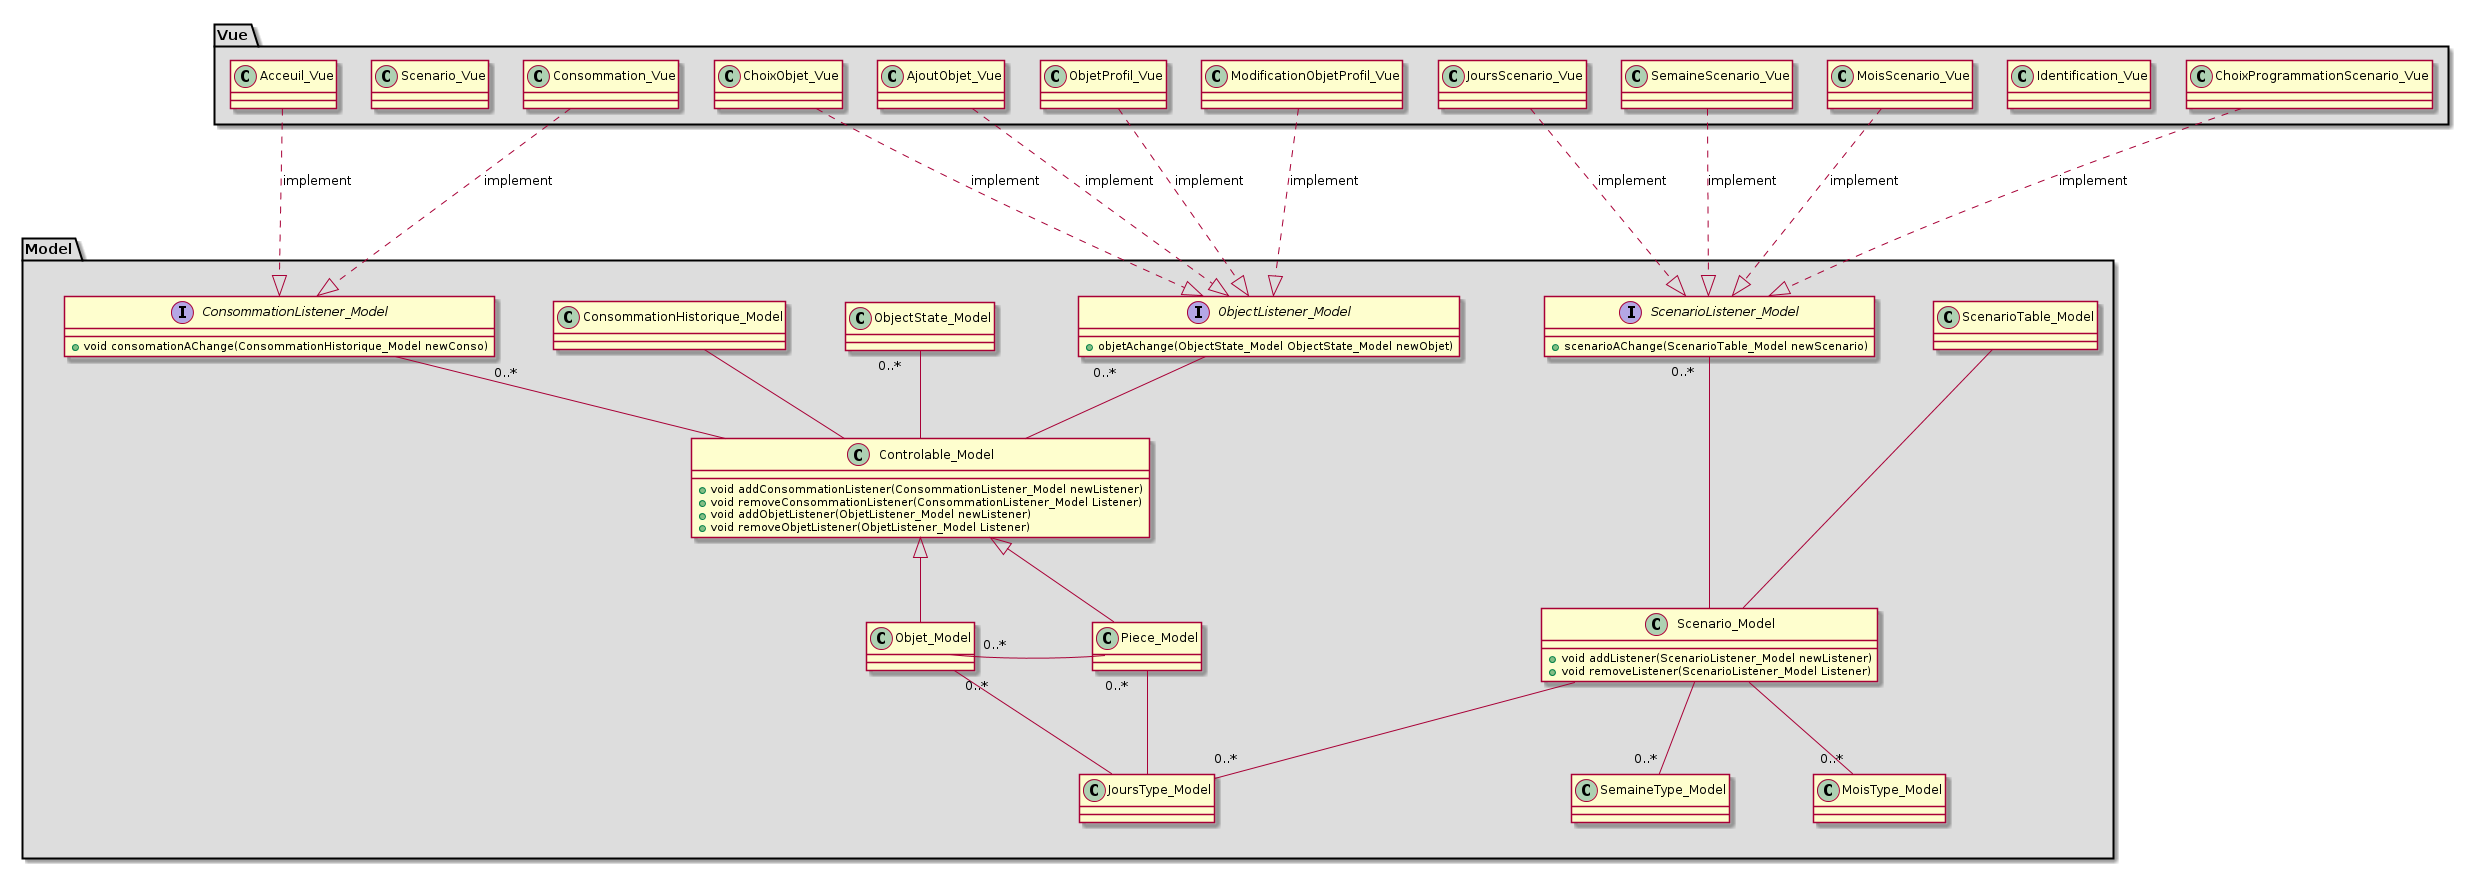 Vue
C Acceuil_Vue
C Scenario_Vue
C Consommation_Vue
C ChoixObjet_Vue
C AjoutObjet_Vue
C ObjetProfil_Vue
C ModificationObjetProfil_Vue
C JoursScenario_Vue
C SemaineScenario_Vue
C MoisScenario_Vue
C Identification_Vue
C ChoixProgrammationScenario_Vue
implement
implement
implement
implement
implement
implement
implement
implement
implement
implement
Model
I ConsommationListener_Model
void consomationAChange(ConsommationHistorique_Model newConso)
C ConsommationHistorique_Model
C ObjectState_Model
I ObjectListener_Model
objetAchange(ObjectState_Model ObjectState_Model newObjet)
I ScenarioListener_Model
scenarioAChange(ScenarioTable_Model newScenario)
C ScenarioTable_Model
0..*
0..*
0..*
0..*
C Controlable_Model
void addConsommationListener(ConsommationListener_Model newListener)
void removeConsommationListener(ConsommationListener_Model Listener)
void addObjetListener(ObjetListener_Model newListener)
void removeObjetListener(ObjetListener_Model Listener)
C Objet_Model
0..*
C Piece_Model
C Scenario_Model
void addListener(ScenarioListener_Model newListener)
void removeListener(ScenarioListener_Model Listener)
0..*
0..*
0..*
0..*
0..*
C JoursType_Model
C SemaineType_Model
C MoisType_Model